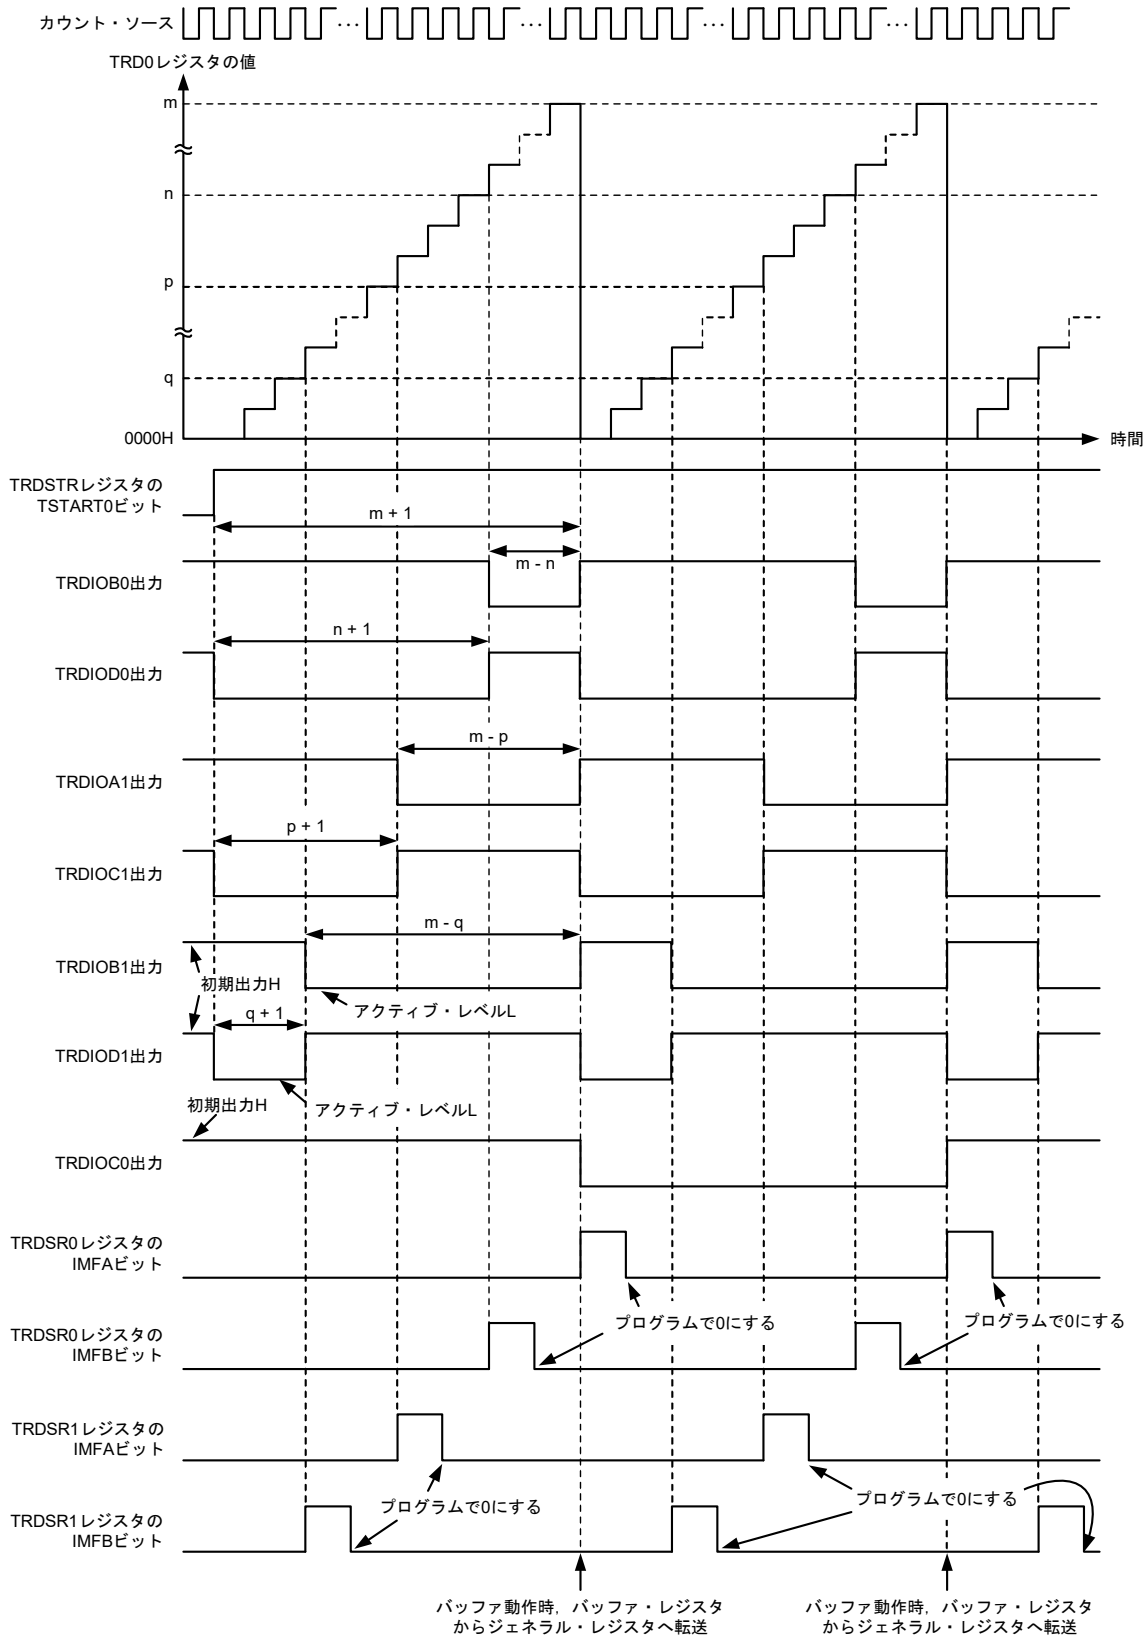 カウント・ソース
TRD0レジスタの値
m
n
p
q
0000H
時間
TRDSTRレジスタの
TSTART0ビット
m + 1
m - n
TRDIOB0出力
n + 1
TRDIOD0出力
m - p
TRDIOA1出力
p + 1
TRDIOC1出力
m - q
TRDIOB1出力
初期出力H
アクティブ・レベルL
q + 1
TRDIOD1出力
初期出力H
アクティブ・レベルL
TRDIOC0出力
TRDSR0レジスタの
IMFAビット
プログラムで0にする
プログラムで0にする
TRDSR0レジスタの
IMFBビット
TRDSR1レジスタの
IMFAビット
プログラムで0にする
プログラムで0にする
TRDSR1レジスタの
IMFBビット
バッファ動作時，バッファ・レジスタ
からジェネラル・レジスタへ転送
バッファ動作時，バッファ・レジスタ
からジェネラル・レジスタへ転送